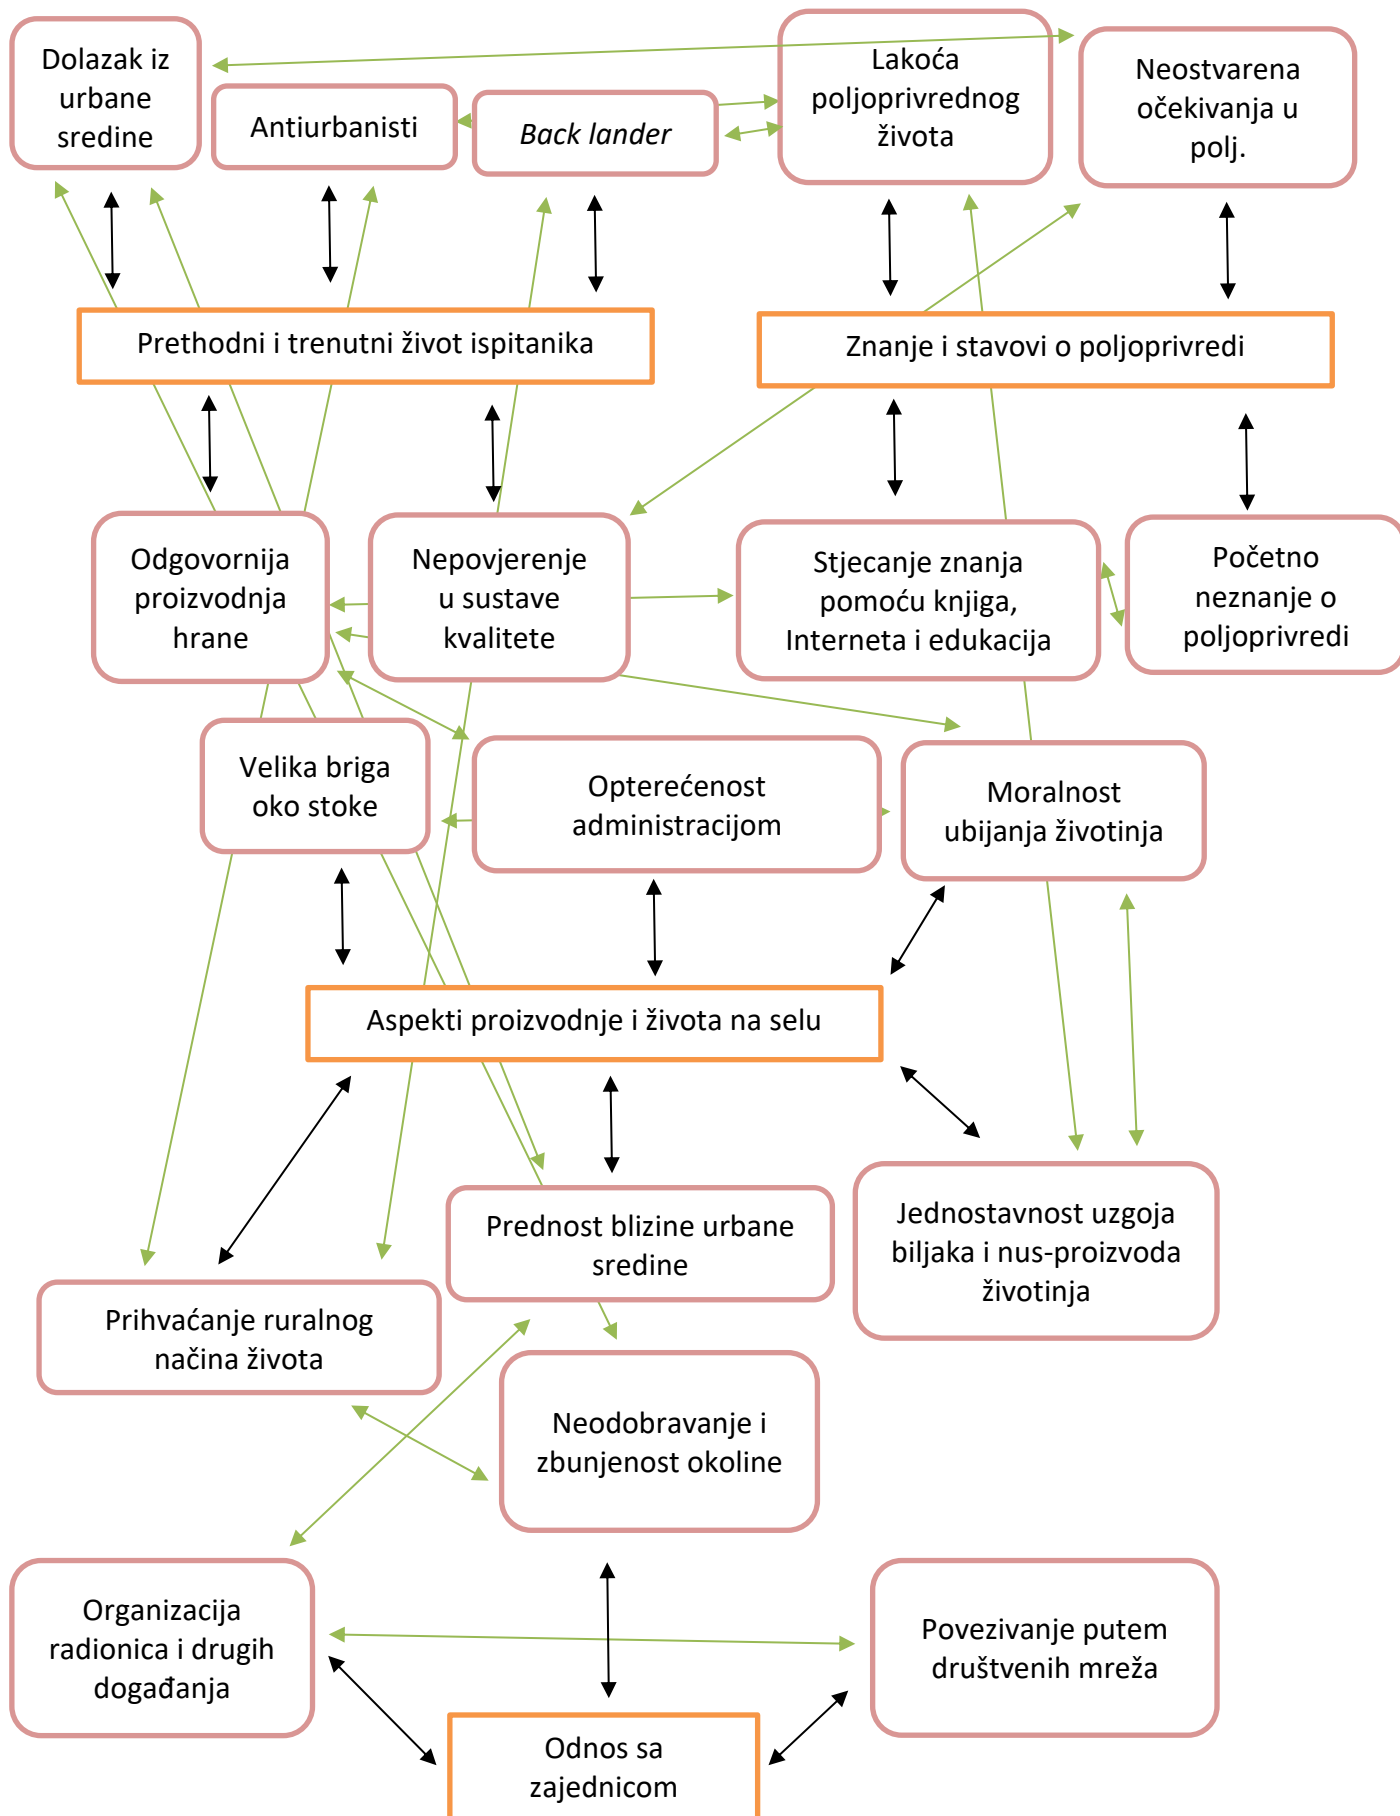 Dolazak iz
urbane
sredine
Antiurbanisti
Back lander
Lakoća
poljoprivrednog
života
Neostvarena
očekivanja u
polj.
Prethodni i trenutni život ispitanika
Znanje i stavovi o poljoprivredi
Odgovornija
proizvodnja
hrane
Nepovjerenje
u sustave
kvalitete
Stjecanje znanja
pomoću knjiga,
Interneta i edukacija
Početno
neznanje o
poljoprivredi
Velika briga
oko stoke
Opterećenost
administracijom
Moralnost
ubijanja životinja
Aspekti proizvodnje i života na selu
Prednost blizine urbane
sredine
Jednostavnost uzgoja
biljaka i nus-proizvoda
životinja
Prihvaćanje ruralnog
načina života
Neodobravanje i
zbunjenost okoline
Organizacija
radionica i drugih
događanja
Povezivanje putem
društvenih mreža
Odnos sa
zajednicom